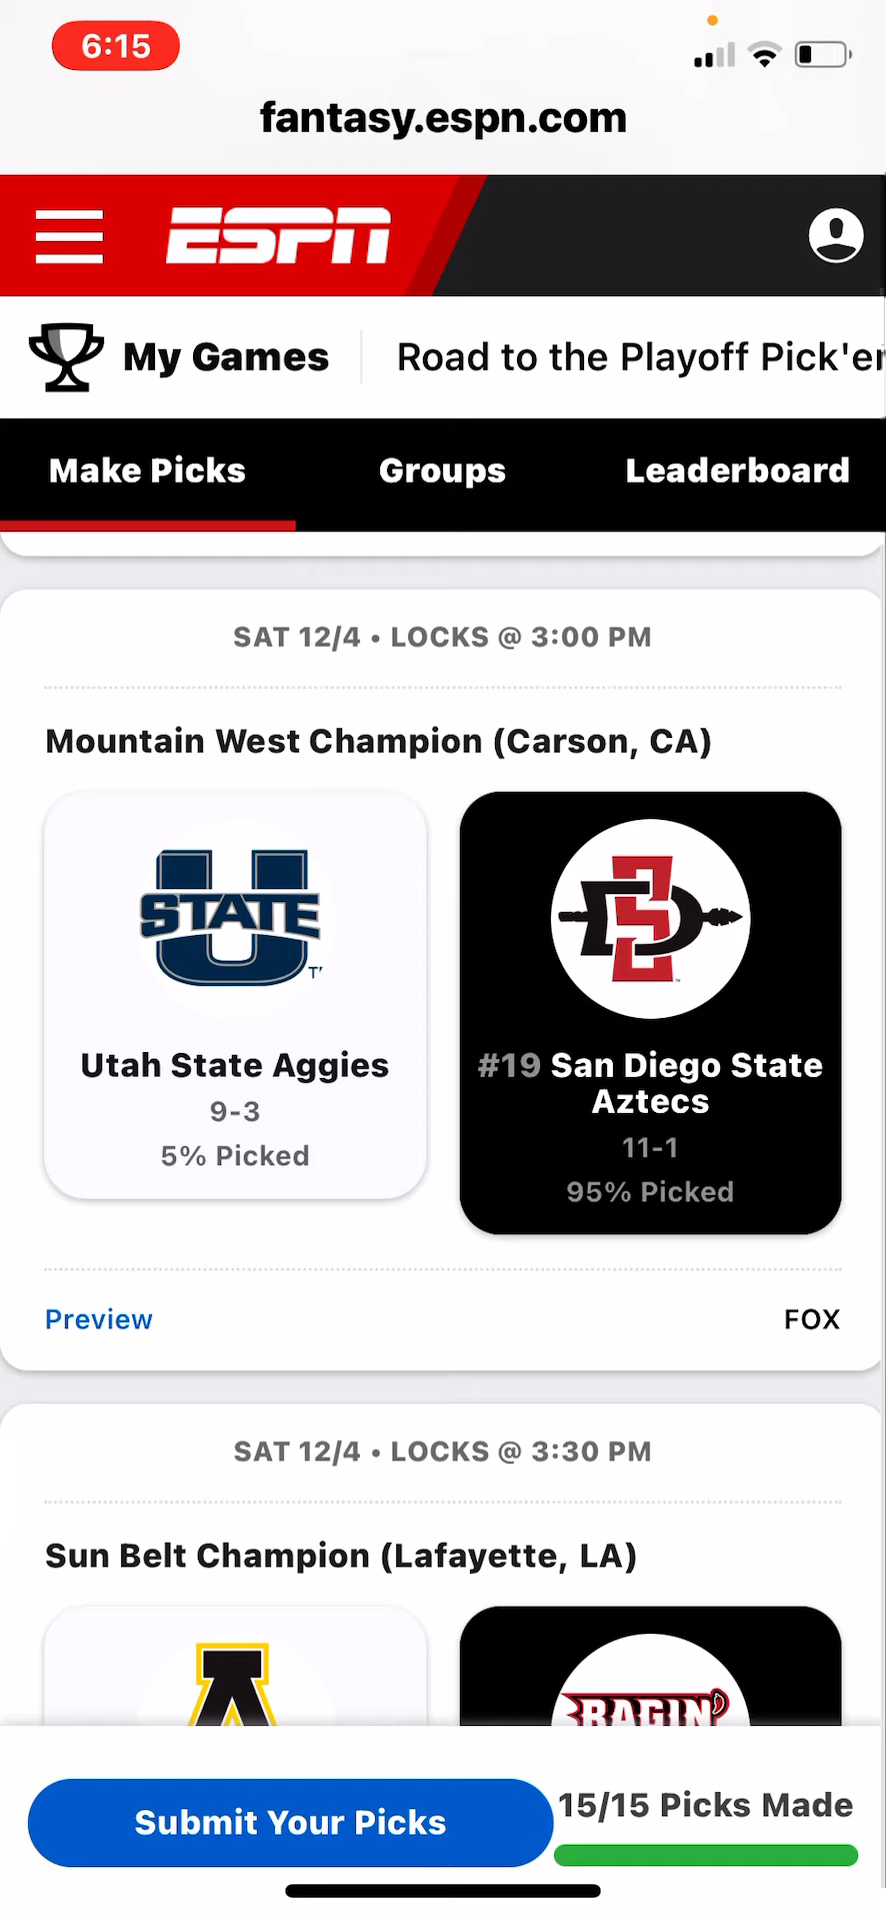 6:15
fantasy.espn.com
ESPN
My Games
Road to the Playoff Pick'em
Make Picks
Groups
Leaderboard
SAT 12/4 • LOCKS @ 3:00 PM
Mountain West Champion (Carson, CA)
U
STATE
SD
Utah State Aggies
9-3
5% Picked
#19 San Diego State
Aztecs
11-1
95% Picked
Preview
FOX
SAT 12/4 • LOCKS @ 3:30 PM
Sun Belt Champion (Lafayette, LA)
A
RAGIN'
Submit Your Picks
15/15 Picks Made